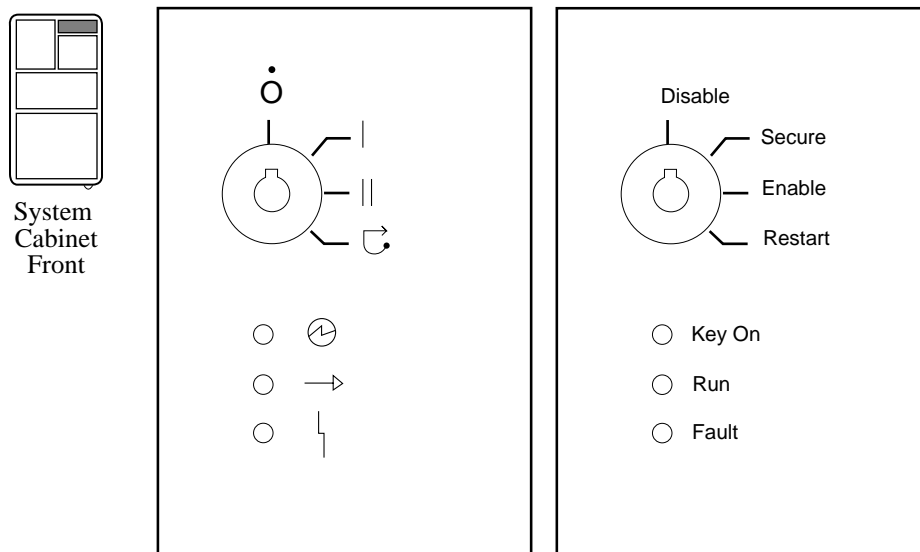 System
Cabinet
Front
O
|
||
Disable
Secure
Enable
Restart
Key On
Run
Fault